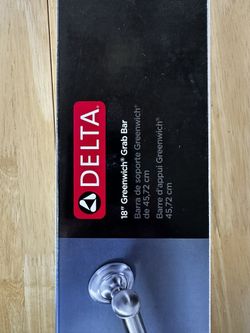 DELTA®
18" Greenwich® Grab Bar
Barra de soporte Greenwich®
de 45,72 cm
Barre d'appui Greenwich®
45,72 cm